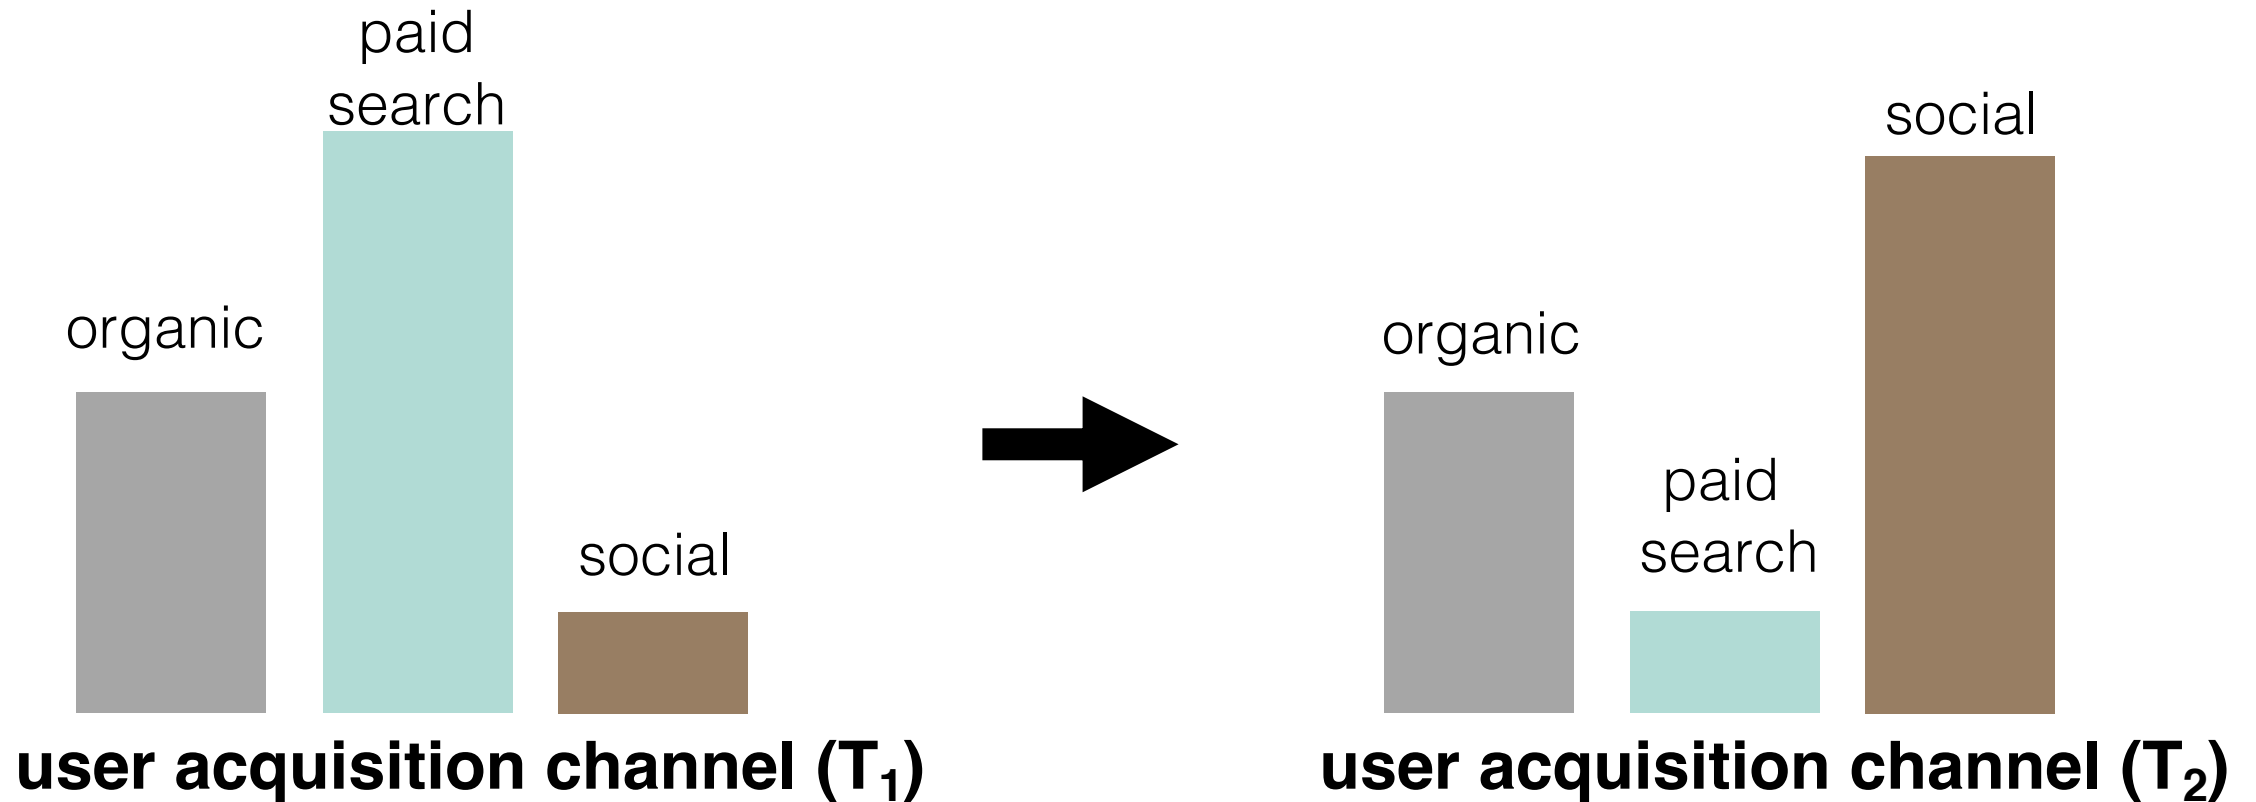 paid
search
organic
social
user acquisition channel (T₁)
social
organic
paid
search
user acquisition channel (T₂)